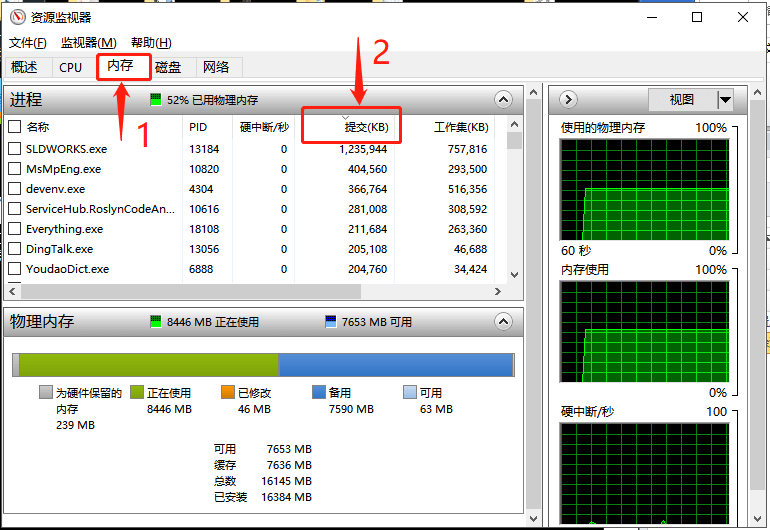 资源监视器
文件(F) 监视器(M) 帮助(H)
2
概述 CPU 内存 磁盘 网络
1
进程 52% 已用物理内存
名称 PID 硬中断/秒 提交(KB) 工作集(KB)
SLDWORKS.exe 13184 0 1,235,944 757,816
MsMpEng.exe 10820 0 404,560 293,500
devenv.exe 4304 0 366,764 516,356
ServiceHub.RoslynCodeAn... 10616 0 281,008 308,592
Everything.exe 18108 0 211,684 263,360
DingTalk.exe 13056 0 205,108 46,688
YoudaoDict.exe 6888 0 204,760 34,424
物理内存 8446 MB 正在使用 7653 MB 可用
为硬件保留的
内存
239 MB
正在使用
8446 MB
已修改
46 MB
备用
7590 MB
可用
63 MB
可用 7653 MB
缓存 7636 MB
总数 16145 MB
已安装 16384 MB
视图
使用的物理内存 100%
60 秒 0%
内存使用 100%
0%
硬中断/秒 100